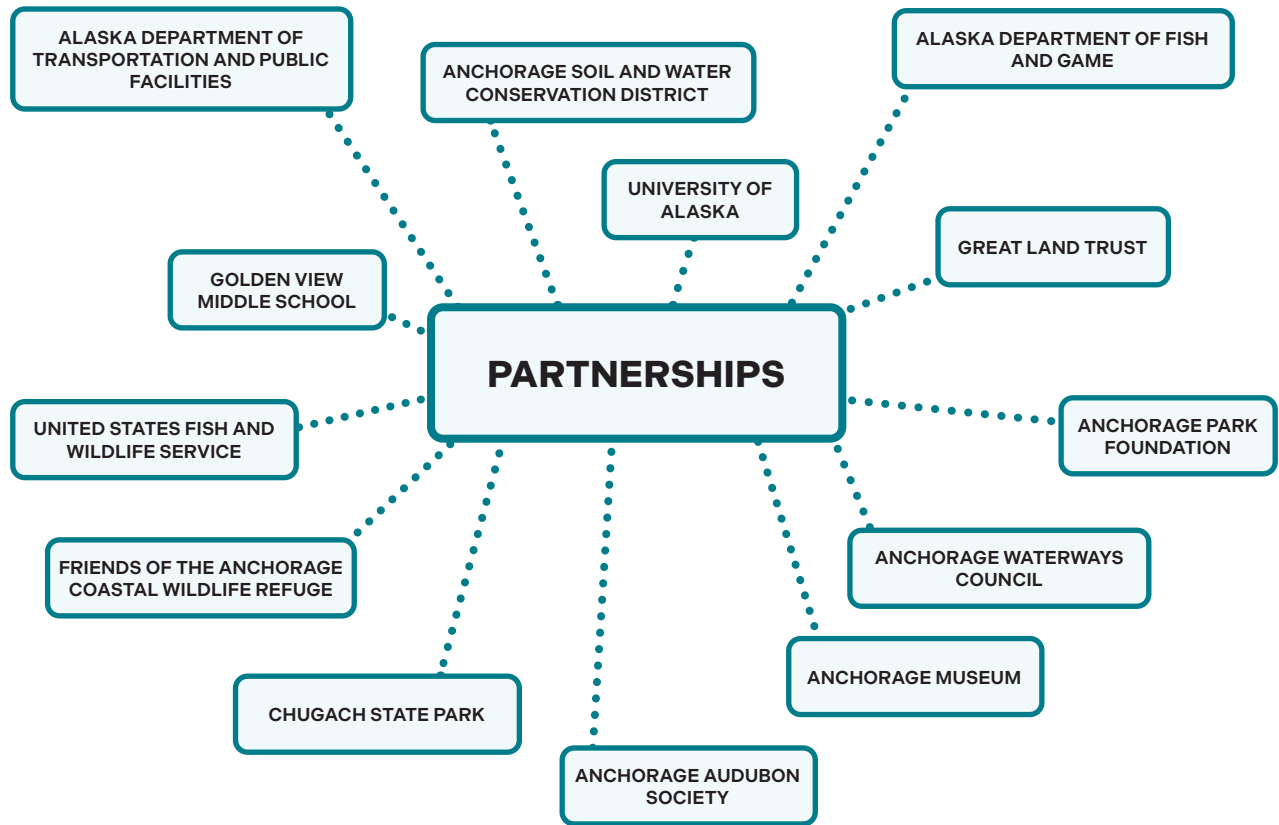 ALASKA DEPARTMENT OF
TRANSPORTATION AND PUBLIC
FACILITIES
ANCHORAGE SOIL AND WATER
CONSERVATION DISTRICT
ALASKA DEPARTMENT OF FISH
AND GAME
UNIVERSITY OF
ALASKA
GREAT LAND TRUST
GOLDEN VIEW
MIDDLE SCHOOL
PARTNERSHIPS
UNITED STATES FISH AND
WILDLIFE SERVICE
ANCHORAGE PARK
FOUNDATION
FRIENDS OF THE ANCHORAGE
COASTAL WILDLIFE REFUGE
ANCHORAGE WATERWAYS
COUNCIL
ANCHORAGE MUSEUM
CHUGACH STATE PARK
ANCHORAGE AUDUBON
SOCIETY